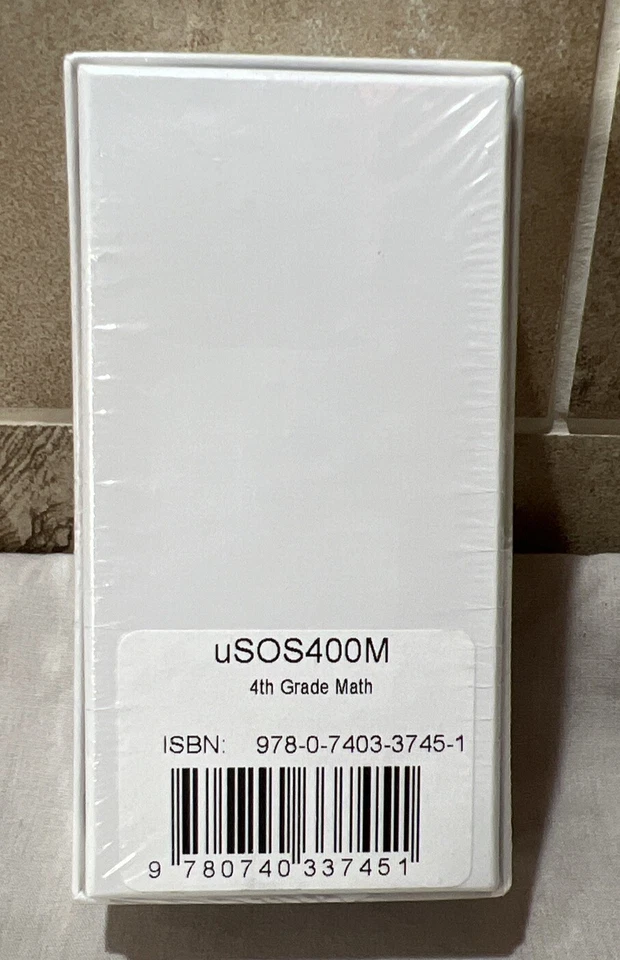 uSOS400M
4th Grade Math
ISBN: 978-0-7403-3745-1
9 780740 337451